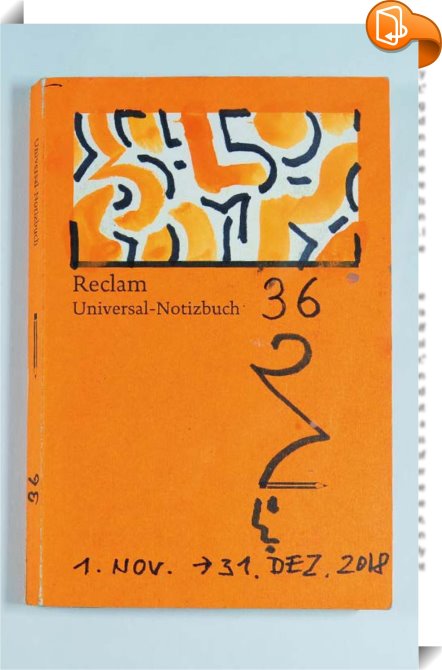 Reclam
Universal-Notizbuch 36
1. NOV. → 31. DEZ. 2018
Universal-Notizbuch
36